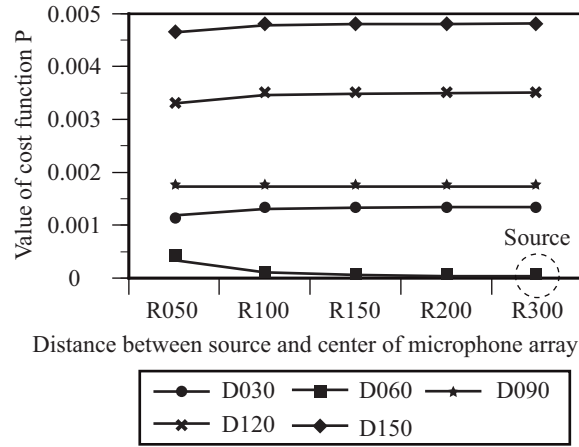 Value of cost function P
0.005
0.004
0.003
0.002
0.001
0
Source
R050 R100 R150 R200 R300
Distance between source and center of microphone array
D030 D060 D090
D120 D150